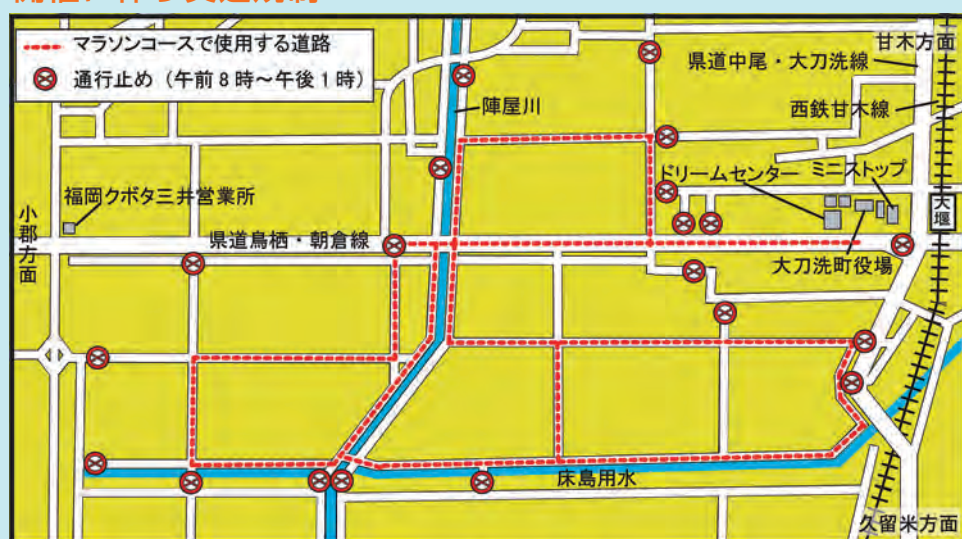 マラソンコースで使用する道路
通行止め（午前8時～午後1時）
甘木方面
県道中尾・大刀洗線
陣屋川
西鉄甘木線
ドリームセンター
ミニストップ
福岡クボタ三井営業所
小郡方面
県道鳥栖・朝倉線
大堰
大刀洗町役場
床島用水
久留米方面